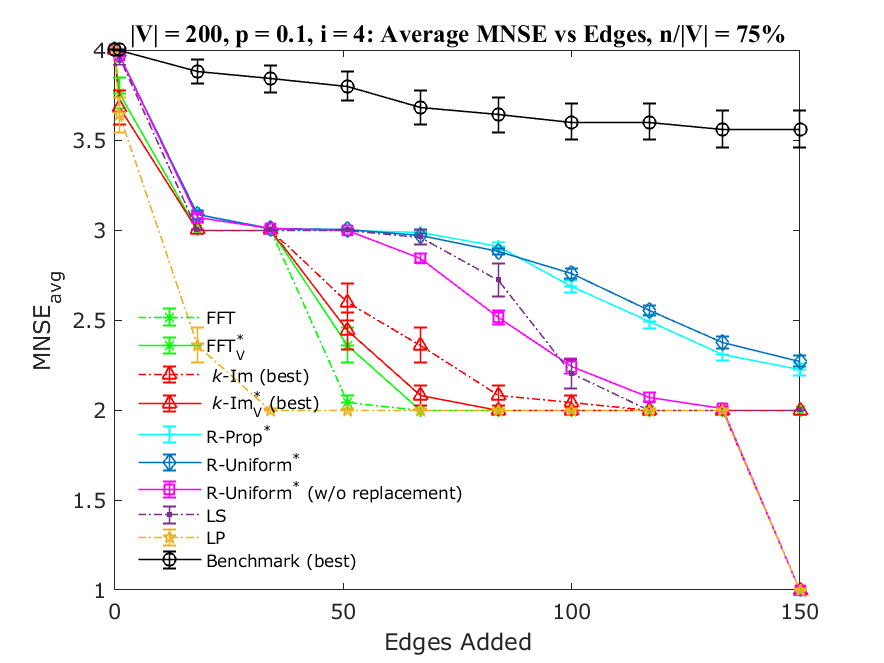 |V| = 200, p = 0.1, i = 4: Average MNSE vs Edges, n/|V| = 75%
4
3.5
3
2.5
2
1.5
1
MNSE_avg
FFT
FFT*_V
k-Im (best)
k-Im*_V (best)
R-Prop*
R-Uniform*
R-Uniform* (w/o replacement)
LS
LP
Benchmark (best)
0
50
100
150
Edges Added